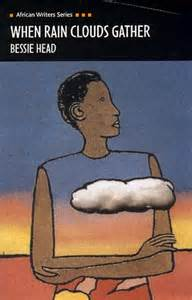 African Writers Series
WHEN RAIN CLOUDS GATHER
BESSIE HEAD